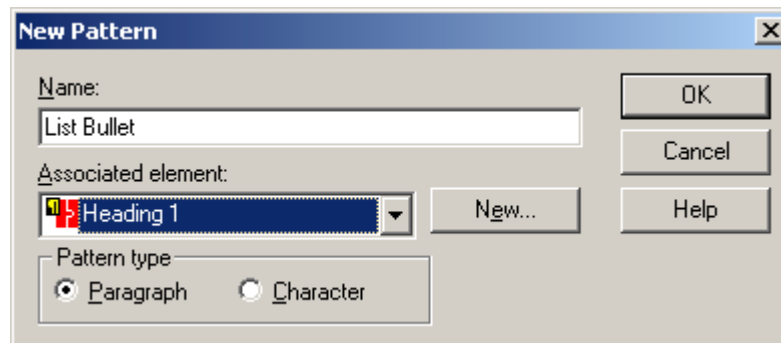 New Pattern
Name:
OK
List Bullet
Cancel
Associated element:
Heading 1
New...
Help
Pattern type
Paragraph
Character